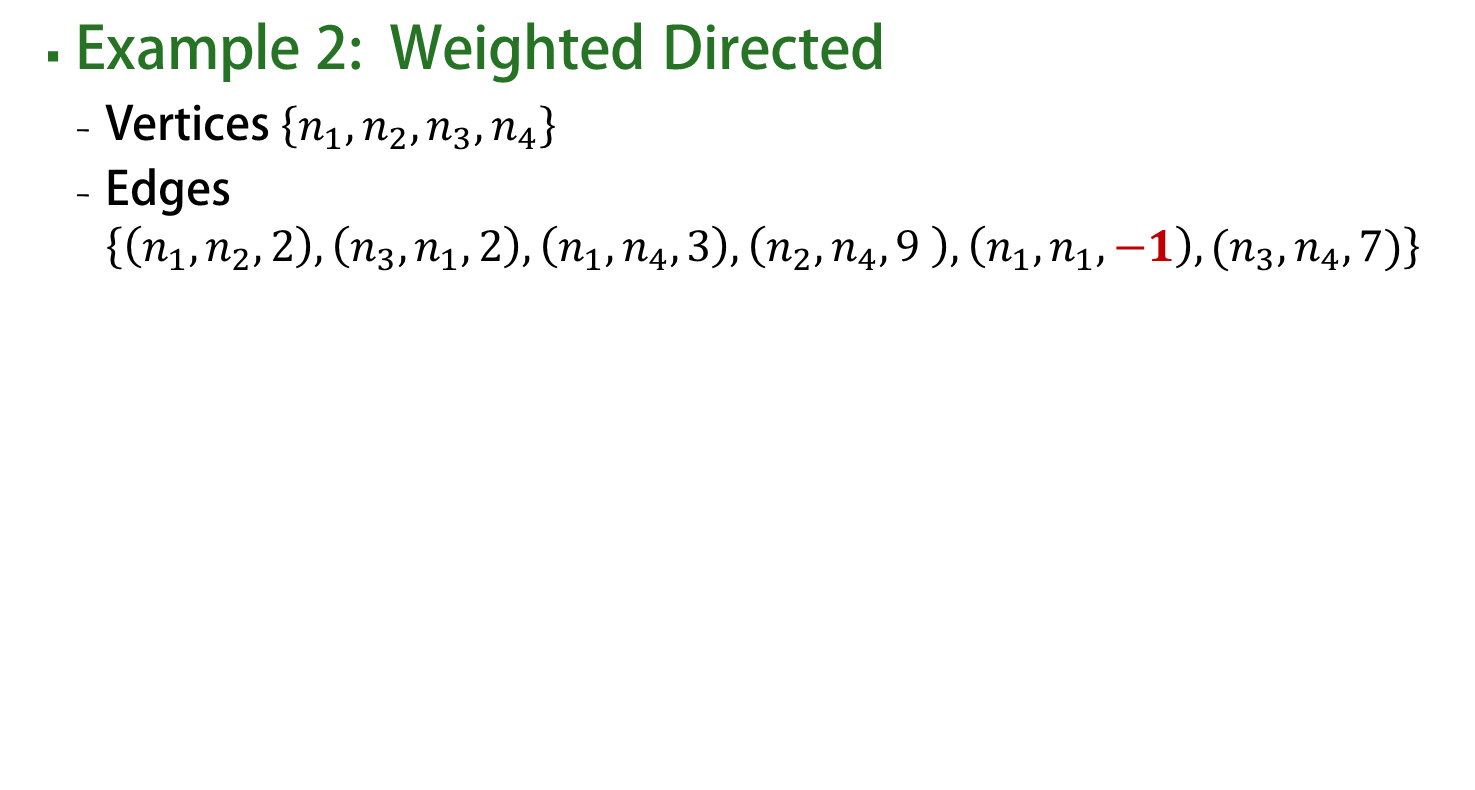 ▪ Example 2: Weighted Directed
– Vertices {n₁, n₂, n₃, n₄}
– Edges
{(n₁, n₂, 2), (n₃, n₁, 2), (n₁, n₄, 3), (n₂, n₄, 9 ), (n₁, n₁, −1), (n₃, n₄, 7)}